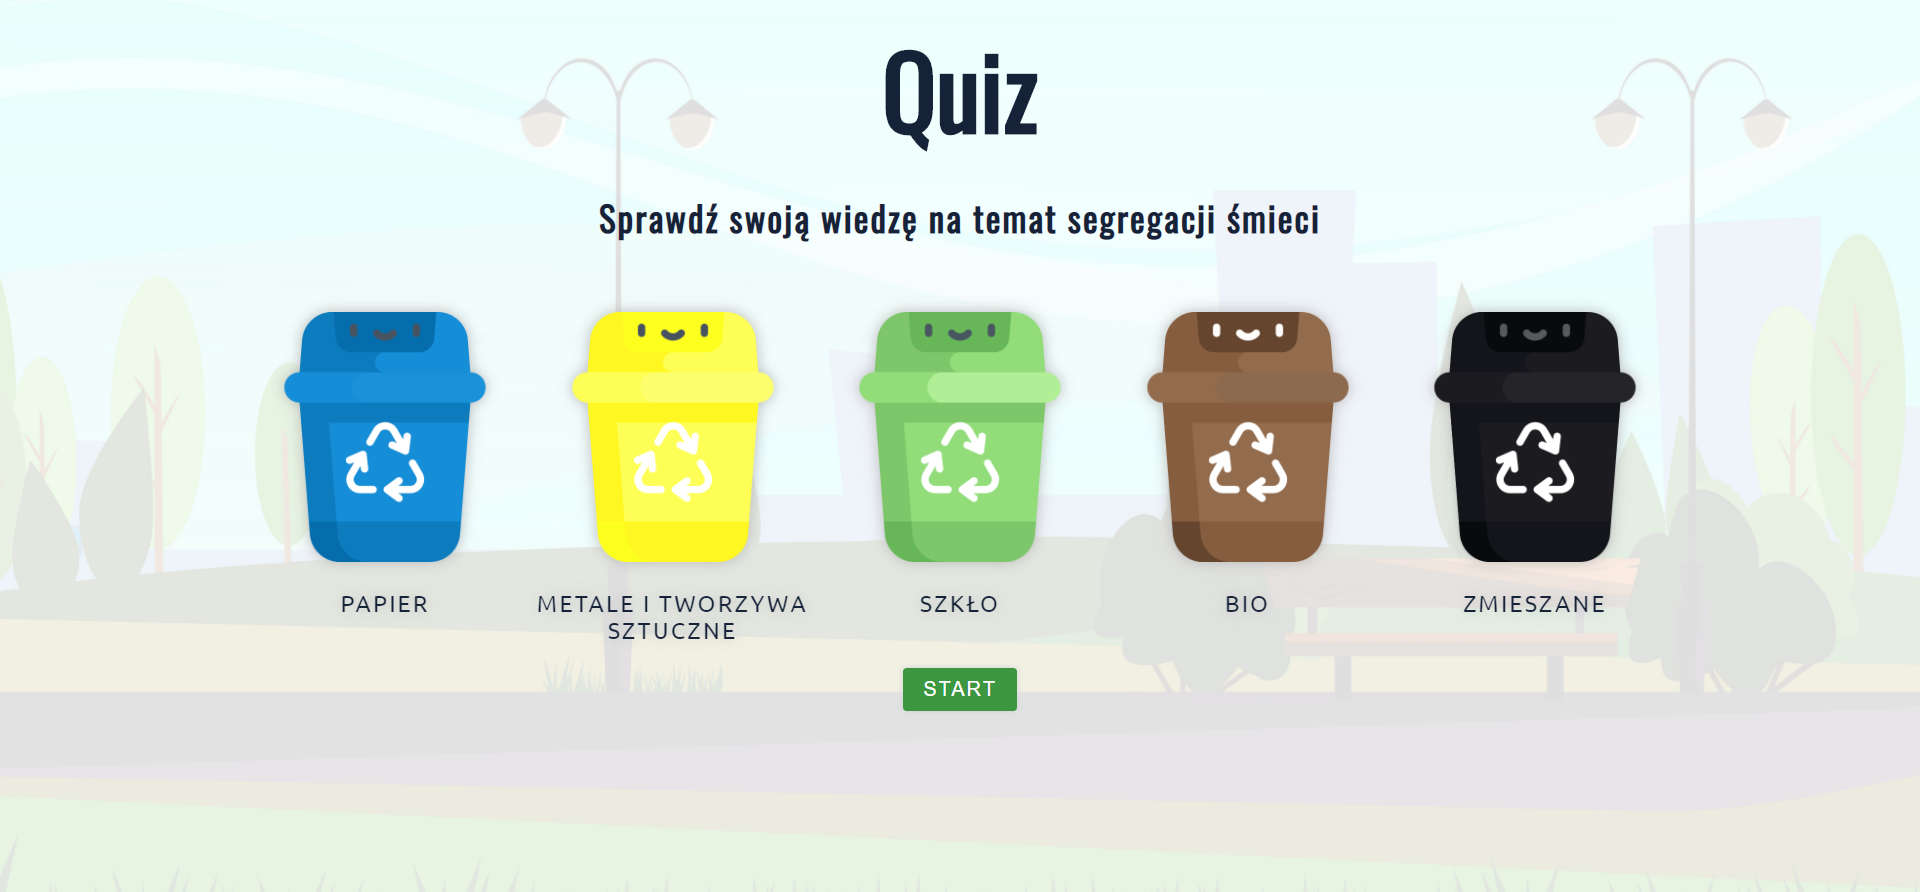 Quiz
Sprawdź swoją wiedzę na temat segregacji śmieci
PAPIER
METALE I TWORZYWA
SZTUCZNE
SZKŁO
BIO
ZMIESZANE
START